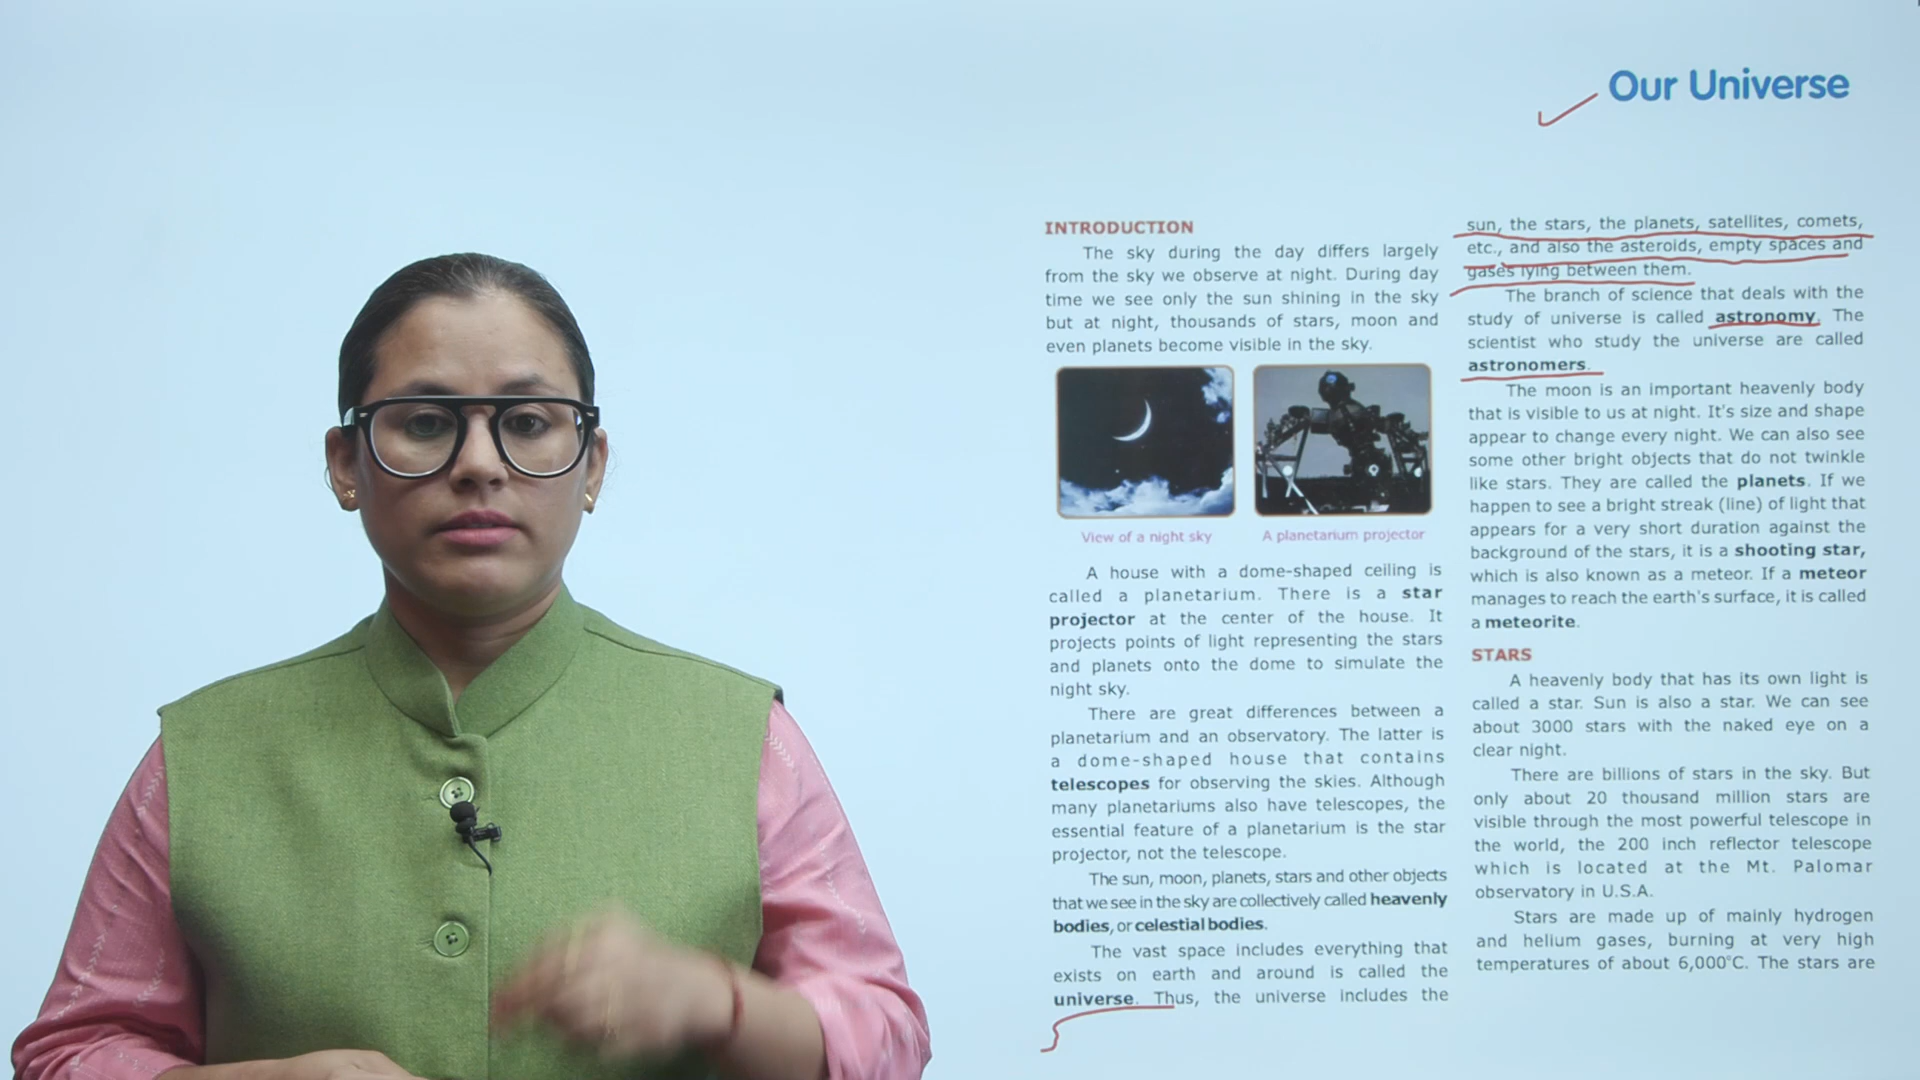 Our Universe
INTRODUCTION
The sky during the day differs largely
from the sky we observe at night. During day
time we see only the sun shining in the sky
but at night, thousands of stars, moon and
even planets become visible in the sky.
View of a night sky
A planetarium projector
A house with a dome-shaped ceiling is
called a planetarium. There is a star
projector at the center of the house. It
projects points of light representing the stars
and planets onto the dome to simulate the
night sky.
There are great differences between a
planetarium and an observatory. The latter is
a dome-shaped house that contains
telescopes for observing the skies. Although
many planetariums also have telescopes, the
essential feature of a planetarium is the star
projector, not the telescope.
The sun, moon, planets, stars and other objects
that we see in the sky are collectively called heavenly
bodies, or celestial bodies.
The vast space includes everything that
exists on earth and around is called the
universe. Thus, the universe includes the
sun, the stars, the planets, satellites, comets,
etc., and also the asteroids, empty spaces and
gases lying between them.
The branch of science that deals with the
study of universe is called astronomy. The
scientist who study the universe are called
astronomers.
The moon is an important heavenly body
that is visible to us at night. It's size and shape
appear to change every night. We can also see
some other bright objects that do not twinkle
like stars. They are called the planets. If we
happen to see a bright streak (line) of light that
appears for a very short duration against the
background of the stars, it is a shooting star,
which is also known as a meteor. If a meteor
manages to reach the earth's surface, it is called
a meteorite.
STARS
A heavenly body that has its own light is
called a star. Sun is also a star. We can see
about 3000 stars with the naked eye on a
clear night.
There are billions of stars in the sky. But
only about 20 thousand million stars are
visible through the most powerful telescope in
the world, the 200 inch reflector telescope
which is located at the Mt. Palomar
observatory in U.S.A.
Stars are made up of mainly hydrogen
and helium gases, burning at very high
temperatures of about 6,000°C. The stars are